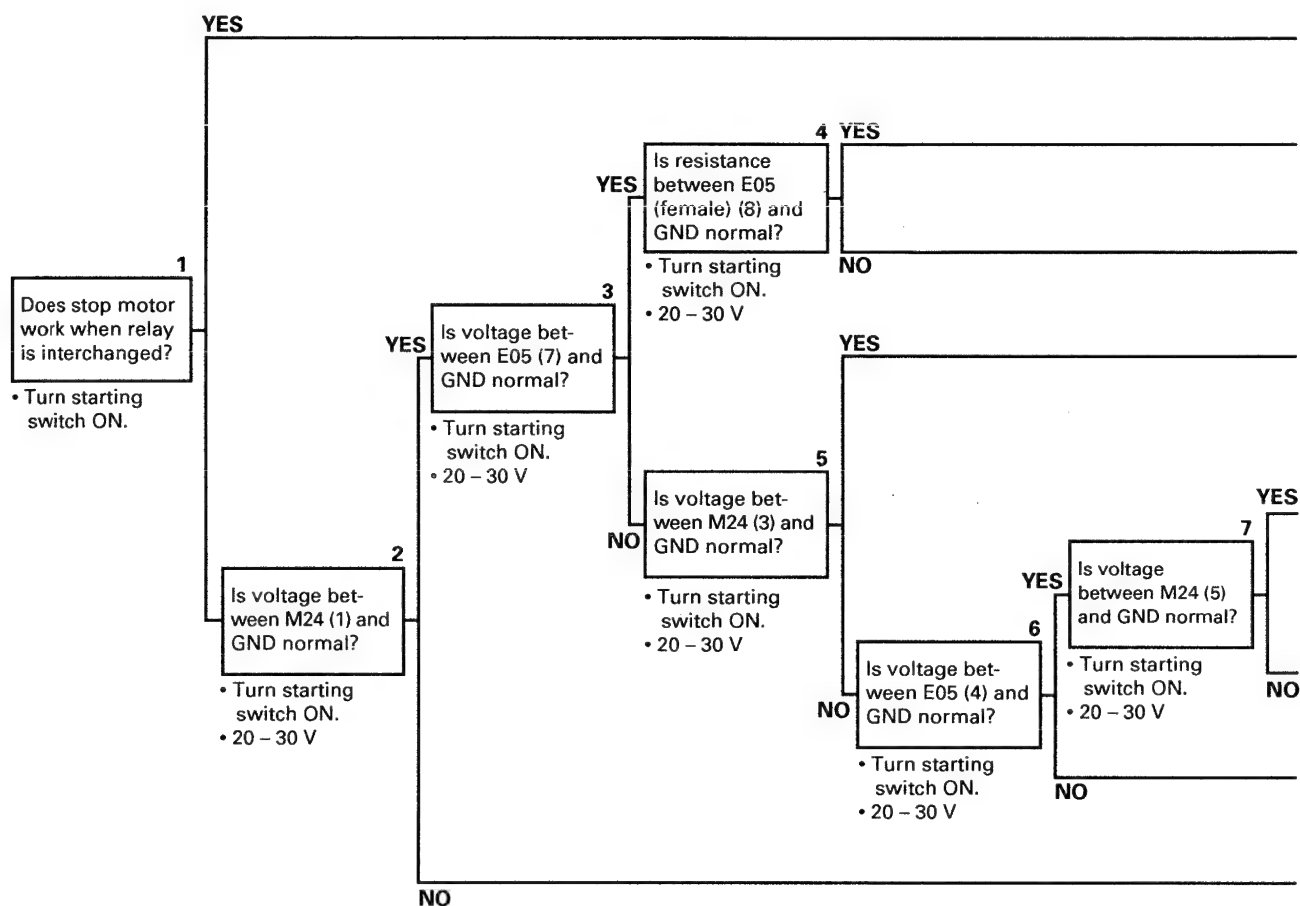 YES
4 YES
Is resistance
between E05
(female) (8) and
GND normal?
YES
NO
• Turn starting
switch ON.
• 20 – 30 V
1
Does stop motor
work when relay
is interchanged?
• Turn starting
switch ON.
3
Is voltage bet-
ween E05 (7) and
GND normal?
YES
• Turn starting
switch ON.
• 20 – 30 V
YES
5
Is voltage bet-
ween M24 (3) and
GND normal?
NO
• Turn starting
switch ON.
• 20 – 30 V
2
Is voltage bet-
ween M24 (1) and
GND normal?
• Turn starting
switch ON.
• 20 – 30 V
YES
7
Is voltage
between M24 (5)
and GND normal?
YES
NO
• Turn starting
switch ON.
• 20 – 30 V
6
Is voltage bet-
ween E05 (4) and
GND normal?
NO
• Turn starting
switch ON.
• 20 – 30 V
NO
NO